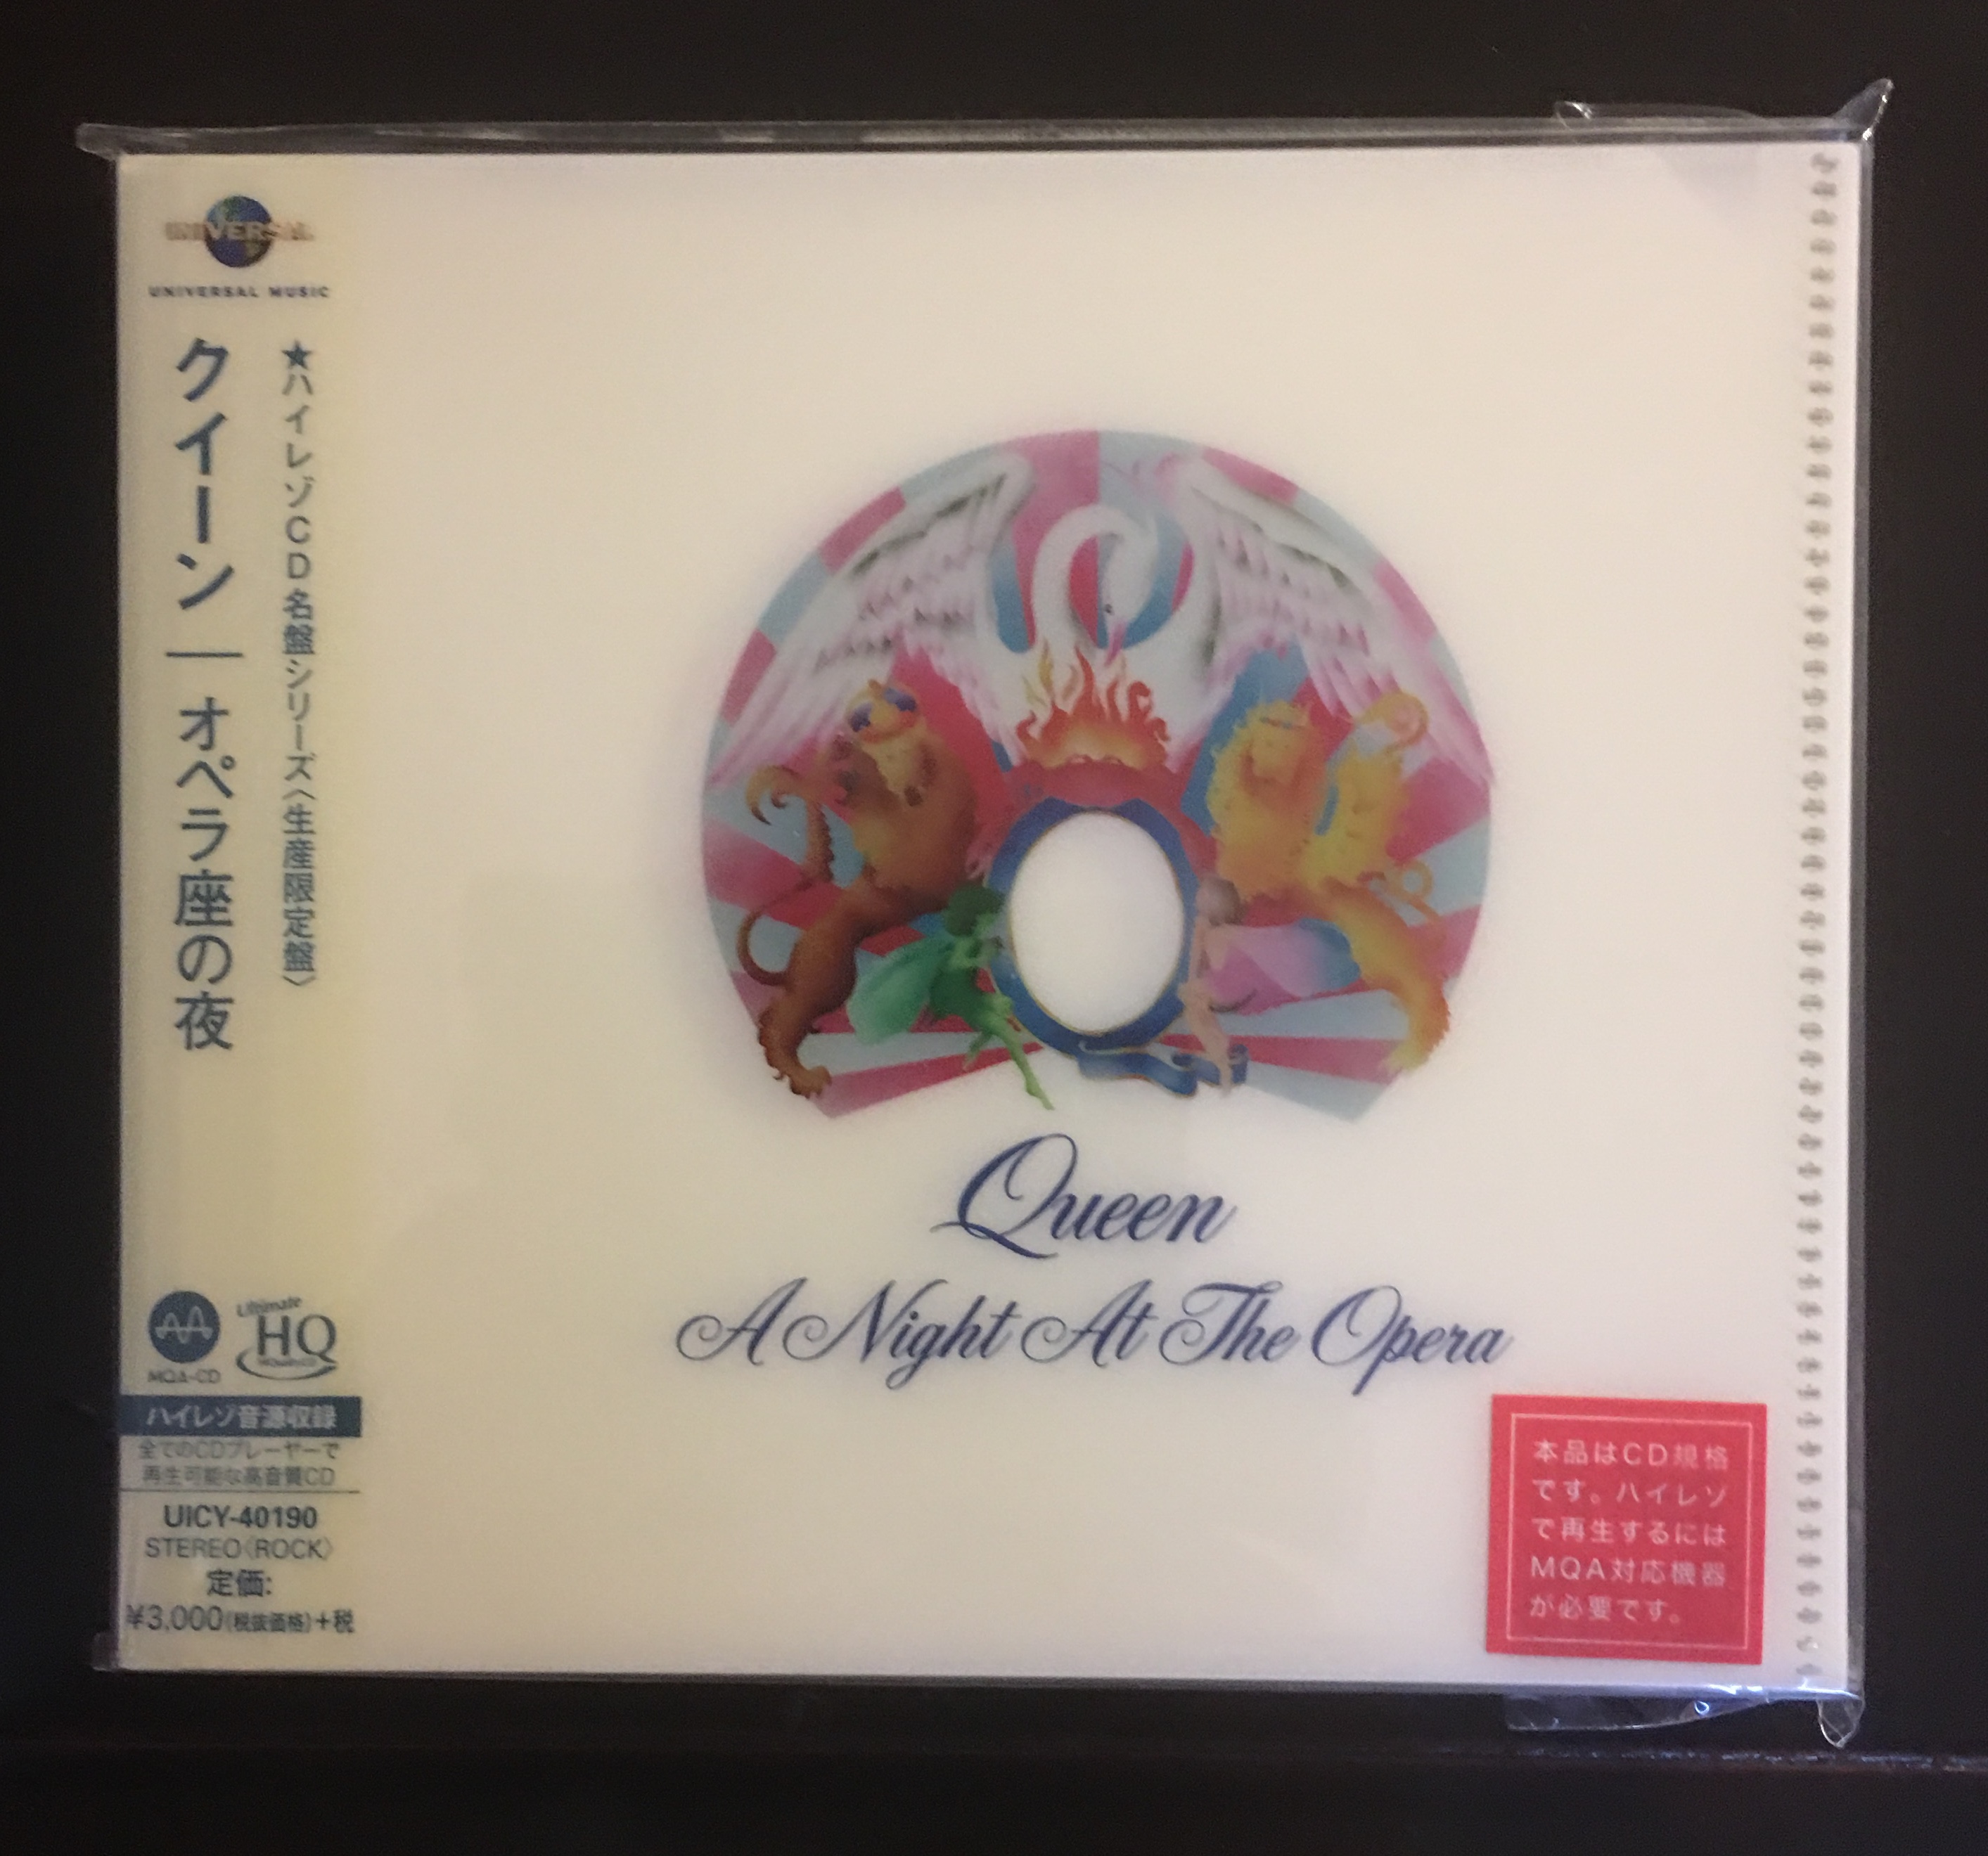 UNIVERSAL
UNIVERSAL MUSIC
★ハイレゾCD名盤シリーズ〈生産限定盤〉
クイーン｜オペラ座の夜
MQA-CD
Ultimate
HQ
ハイレゾ音源収録
全てのCDプレーヤーで
再生可能な高音質CD
UICY-40190
STEREO〈ROCK〉
定価:
¥3,000(税抜価格)+税
Queen
A Night At The Opera
本品はCD規格
です。ハイレゾ
で再生するには
MQA対応機器
が必要です。